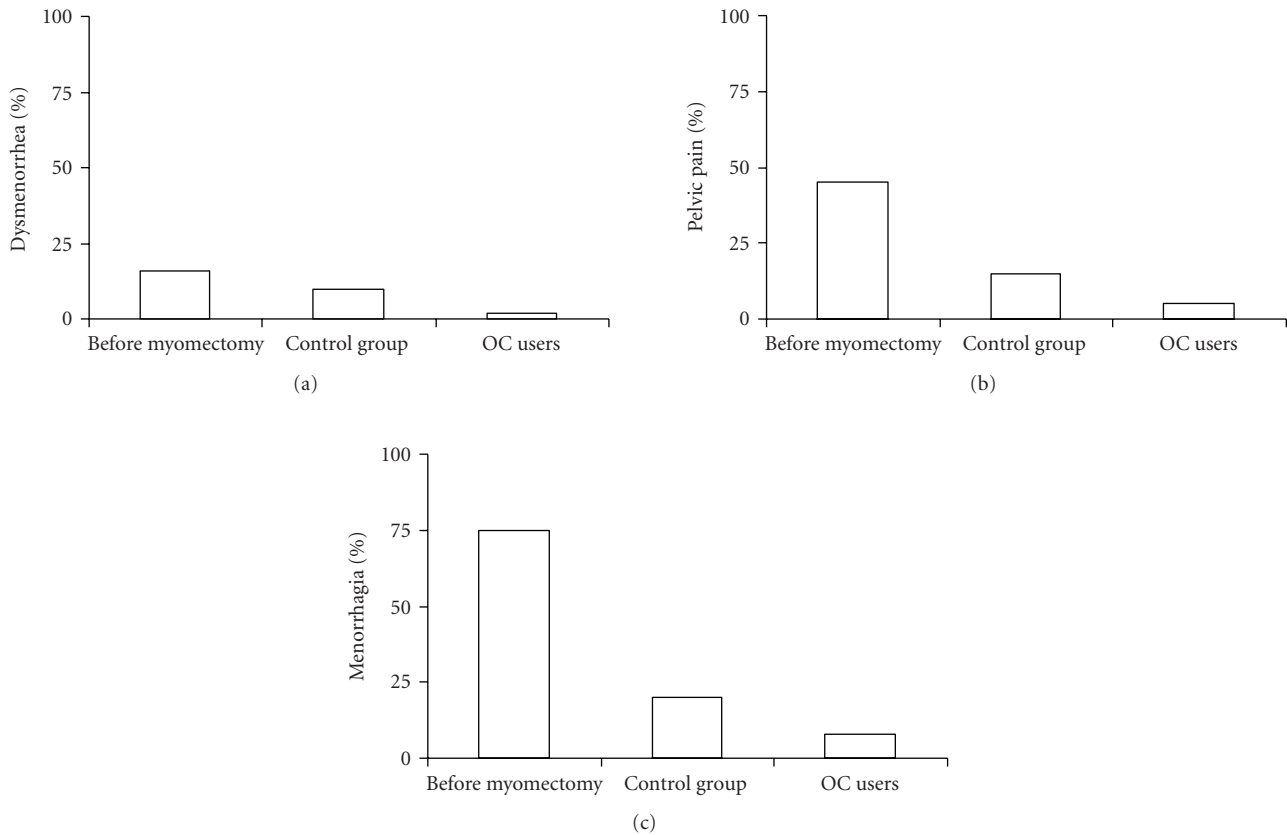 Dysmenorrhea (%)
100
75
50
25
0
Before myomectomy Control group OC users
(a)
Pelvic pain (%)
100
75
50
25
0
Before myomectomy Control group OC users
(b)
Menorrhagia (%)
100
75
50
25
0
Before myomectomy Control group OC users
(c)